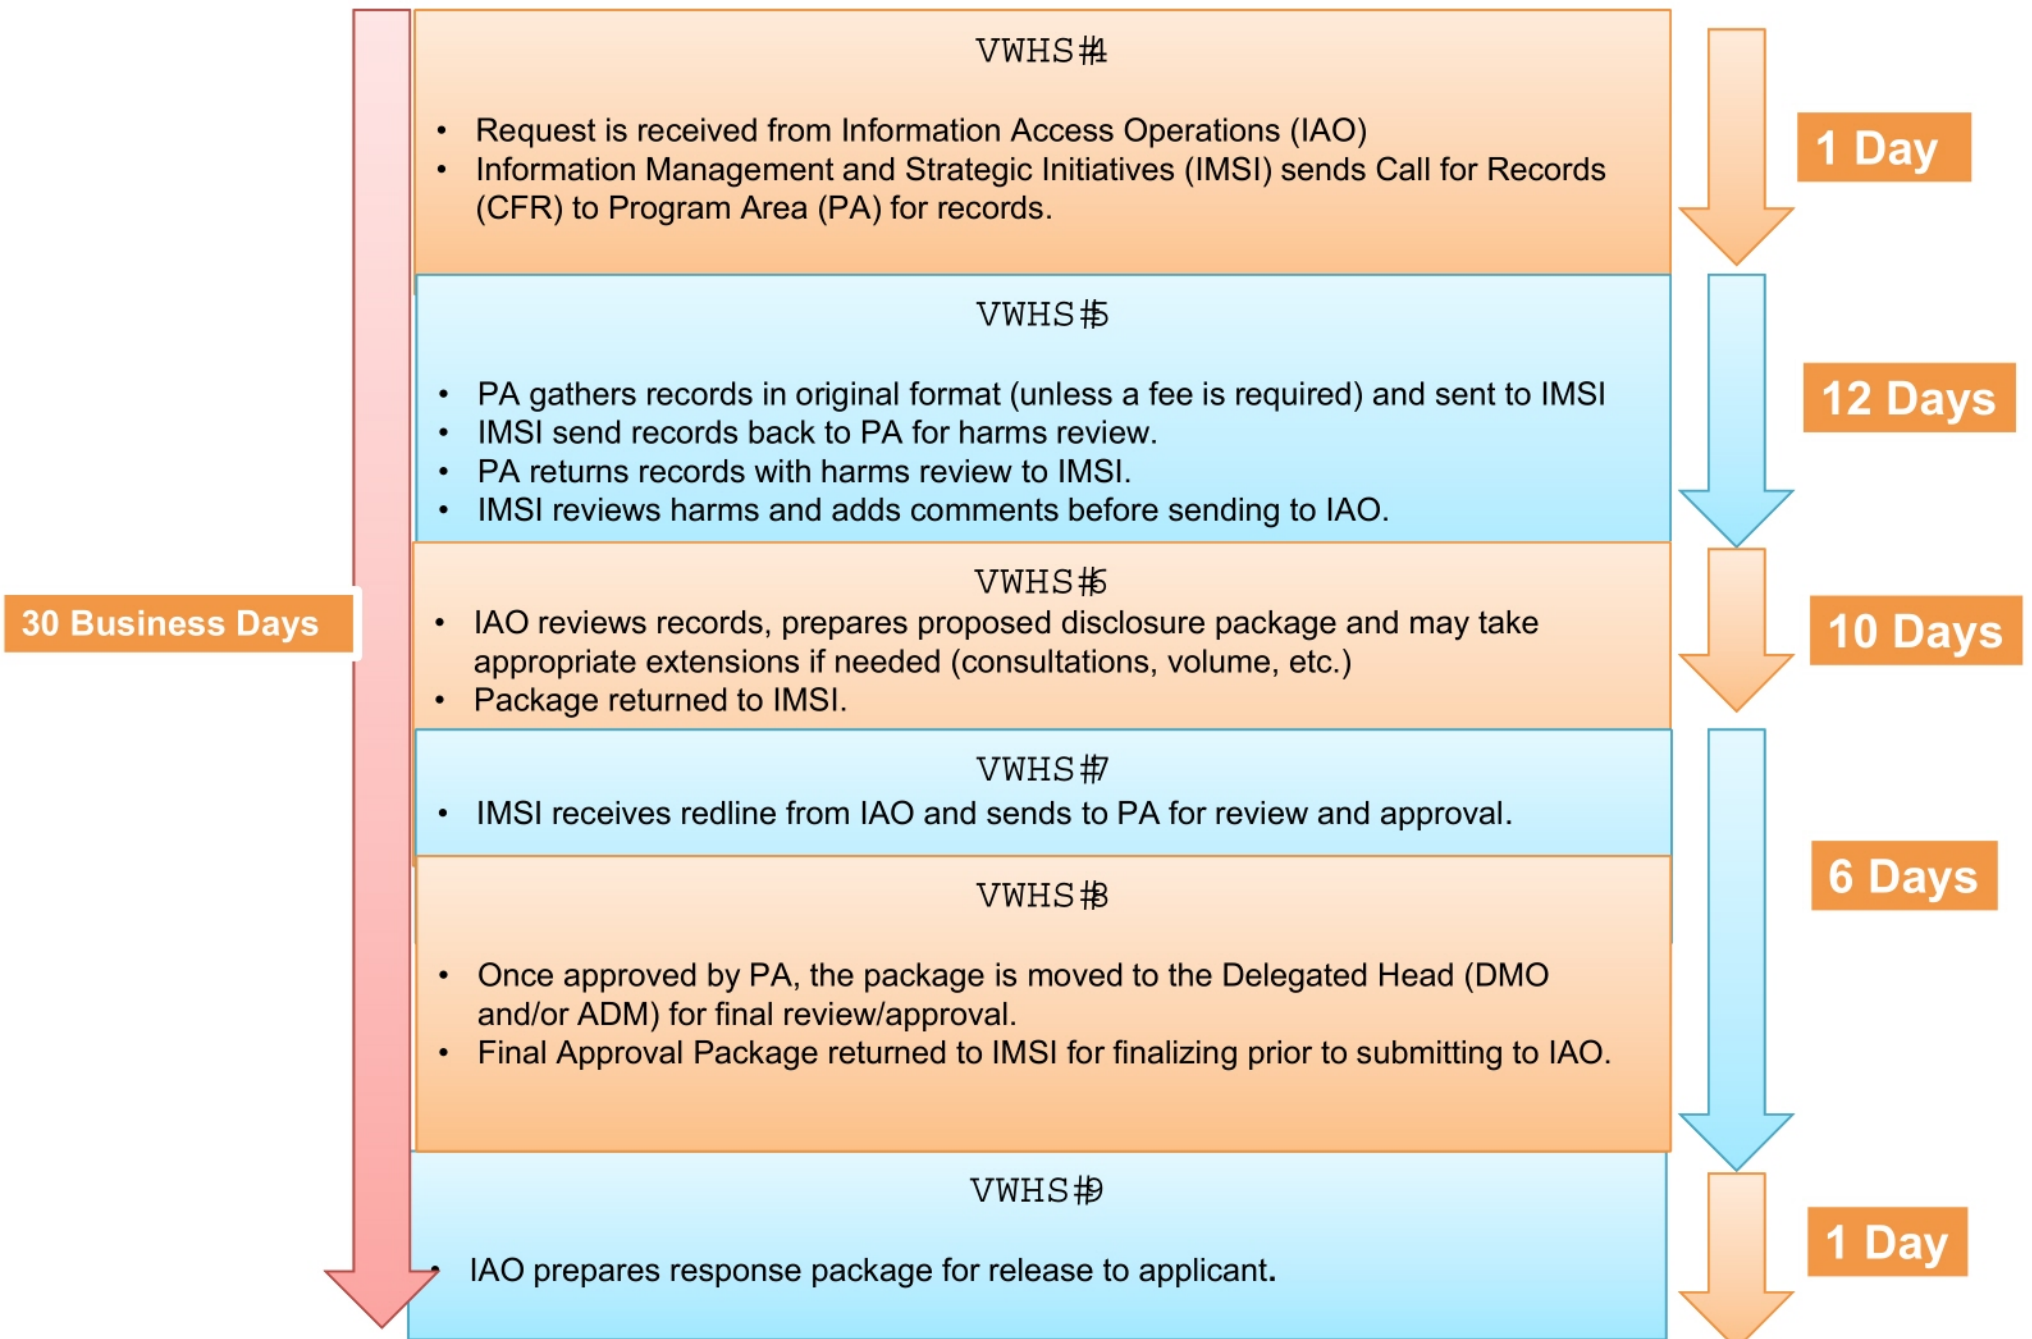 VWHS#4
• Request is received from Information Access Operations (IAO)
• Information Management and Strategic Initiatives (IMSI) sends Call for Records
(CFR) to Program Area (PA) for records.
1 Day
VWHS#5
• PA gathers records in original format (unless a fee is required) and sent to IMSI
• IMSI send records back to PA for harms review.
• PA returns records with harms review to IMSI.
• IMSI reviews harms and adds comments before sending to IAO.
12 Days
30 Business Days
VWHS#6
• IAO reviews records, prepares proposed disclosure package and may take
appropriate extensions if needed (consultations, volume, etc.)
• Package returned to IMSI.
10 Days
VWHS#7
• IMSI receives redline from IAO and sends to PA for review and approval.
6 Days
VWHS#8
• Once approved by PA, the package is moved to the Delegated Head (DMO
and/or ADM) for final review/approval.
• Final Approval Package returned to IMSI for finalizing prior to submitting to IAO.
VWHS#9
• IAO prepares response package for release to applicant.
1 Day